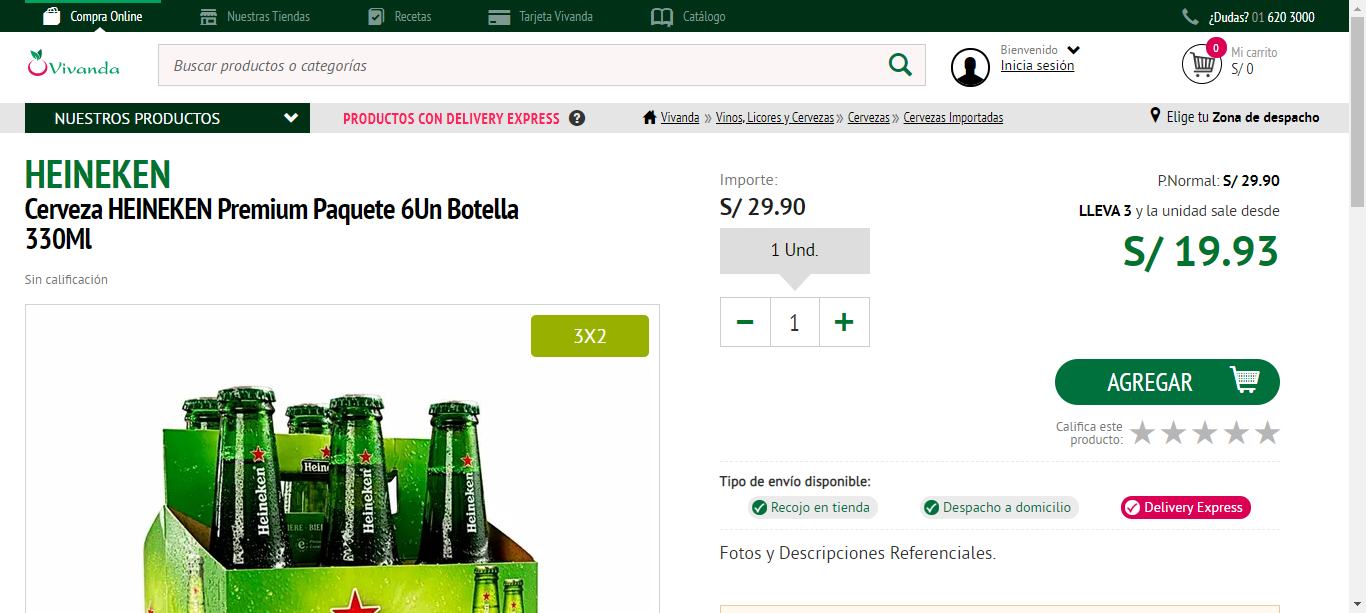 Compra Online
Nuestras Tiendas
Recetas
Tarjeta Vivanda
Catálogo
¿Dudas? 01 620 3000
Vivanda
Buscar productos o categorías
Bienvenido
Inicia sesión
0
Mi carrito
S/ 0
NUESTROS PRODUCTOS
PRODUCTOS CON DELIVERY EXPRESS ?
Vivanda » Vinos, Licores y Cervezas » Cervezas » Cervezas Importadas
Elige tu Zona de despacho
HEINEKEN
Cerveza HEINEKEN Premium Paquete 6Un Botella
330Ml
Sin calificación
3X2
Heineken
Heineken
Heineken
Importe:
S/ 29.90
1 Und.
− 1 +
P.Normal: S/ 29.90
LLEVA 3 y la unidad sale desde
S/ 19.93
AGREGAR
Califica este
producto:
Tipo de envío disponible:
Recojo en tienda
Despacho a domicilio
Delivery Express
Fotos y Descripciones Referenciales.